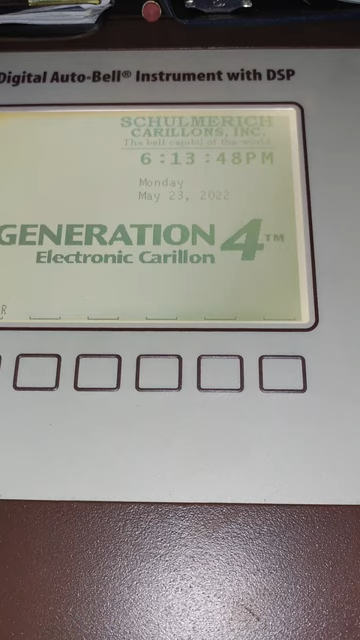 Digital Auto-Bell® Instrument with DSP
SCHULMERICH
CARILLONS, INC.
The bell capitol of the world
6:13:48PM
Monday
May 23, 2022
GENERATION 4™
Electronic Carillon
R